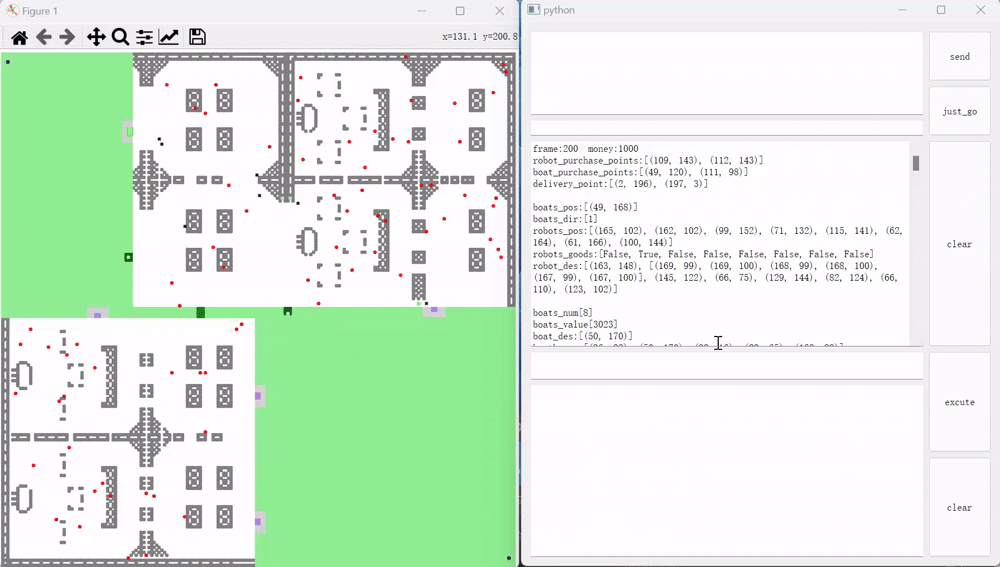 Figure 1
python
x=131.1 y=200.8
send
just_go
frame:200 money:1000
robot_purchase_points:[(109, 143), (112, 143)]
boat_purchase_points:[(49, 120), (111, 98)]
delivery_point:[(2, 196), (197, 3)]
boats_pos:[(49, 168)]
boats_dir:[1]
robots_pos:[(165, 102), (162, 102), (99, 152), (71, 132), (115, 141), (62,
164), (61, 166), (100, 144)]
robots_goods:[False, True, False, False, False, False, False, False]
robot_des:[(163, 148), [(169, 99), (169, 100), (168, 99), (168, 100),
(167, 99), (167, 100)], (145, 122), (66, 75), (129, 144), (82, 124), (66,
110), (123, 102)]
boats_num[8]
boats_value[3023]
boat_des:[(50, 170)]
clear
excute
clear